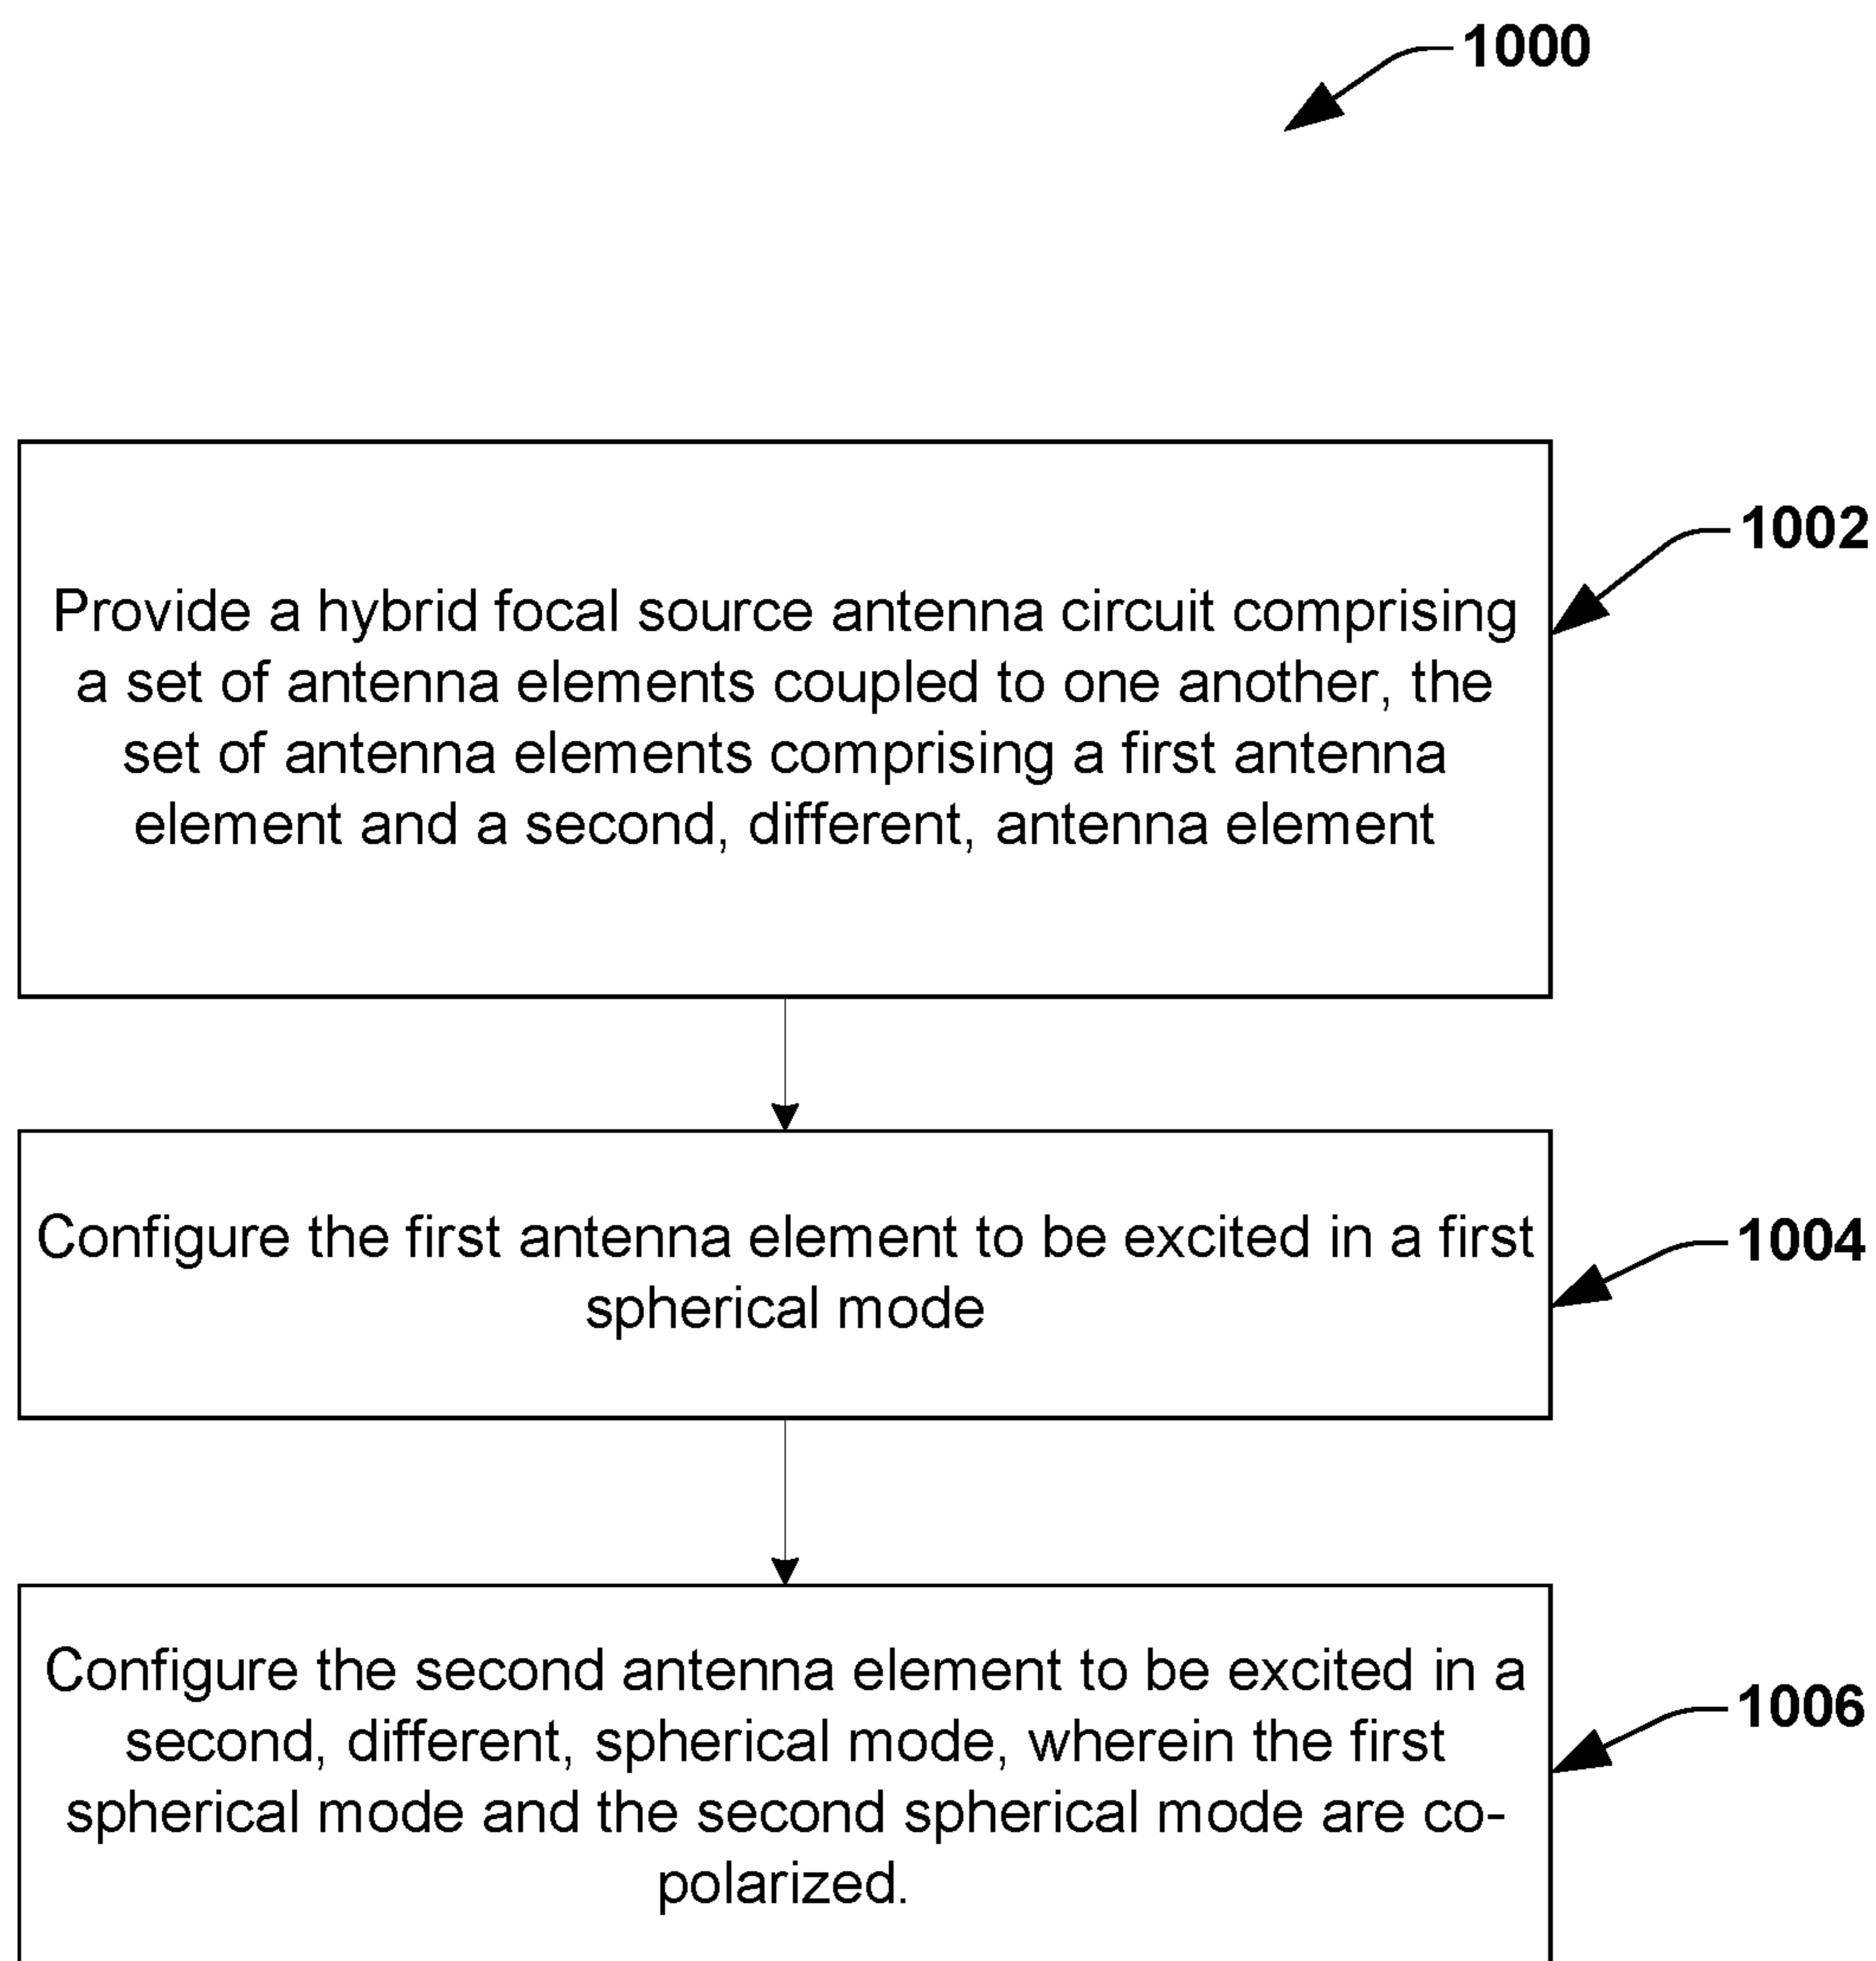 1000
1002
Provide a hybrid focal source antenna circuit comprising
a set of antenna elements coupled to one another, the
set of antenna elements comprising a first antenna
element and a second, different, antenna element
1004
Configure the first antenna element to be excited in a first
spherical mode
1006
Configure the second antenna element to be excited in a
second, different, spherical mode, wherein the first
spherical mode and the second spherical mode are co-
polarized.